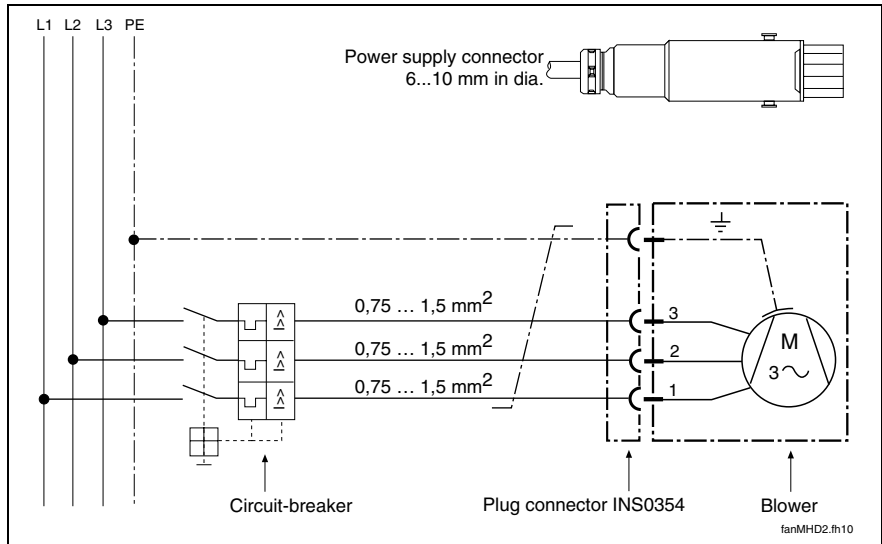 L1 L2 L3 PE
Power supply connector
6...10 mm in dia.
0,75 ... 1,5 mm²
3
0,75 ... 1,5 mm²
2
0,75 ... 1,5 mm²
1
M
3~
>>
>>
>>
Circuit-breaker
Plug connector INS0354
Blower
fanMHD2.fh10